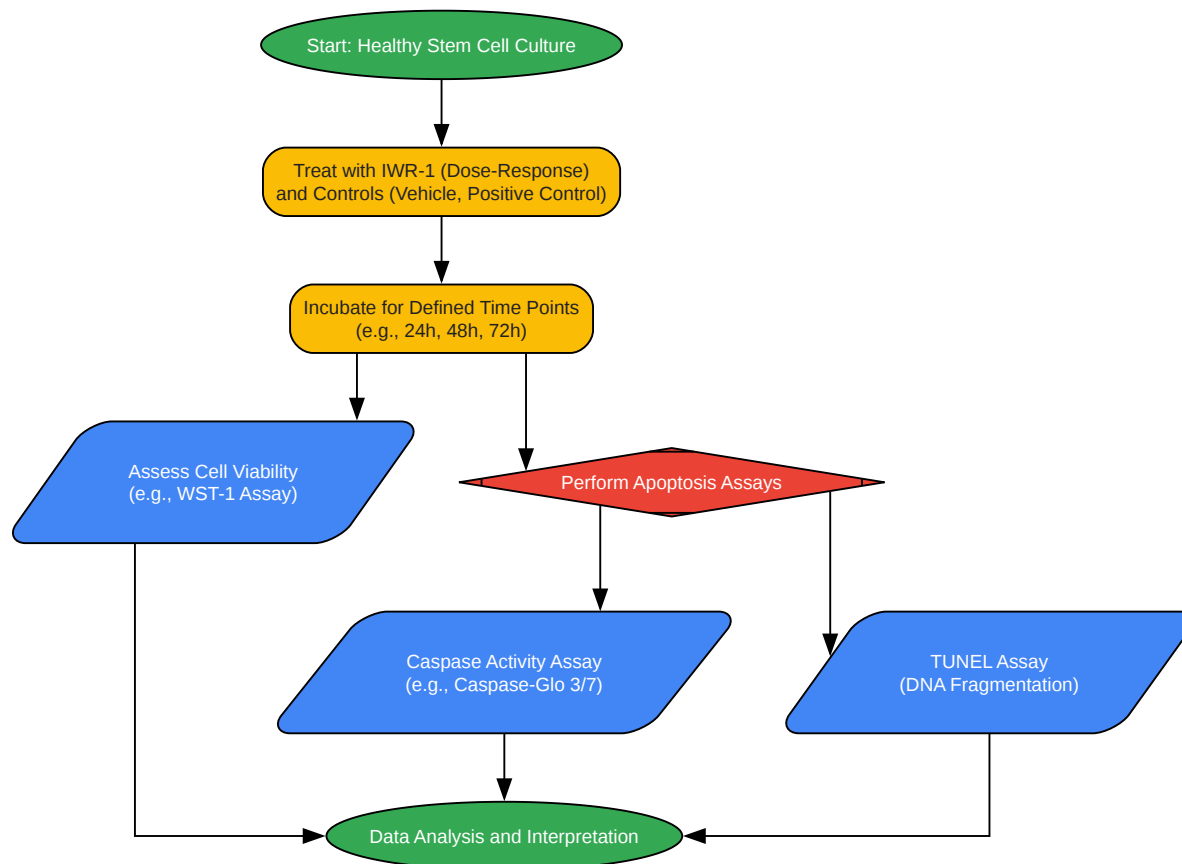 Start: Healthy Stem Cell Culture
Treat with IWR-1 (Dose-Response)
and Controls (Vehicle, Positive Control)
Incubate for Defined Time Points
(e.g., 24h, 48h, 72h)
Assess Cell Viability
(e.g., WST-1 Assay)
Perform Apoptosis Assays
Caspase Activity Assay
(e.g., Caspase-Glo 3/7)
TUNEL Assay
(DNA Fragmentation)
Data Analysis and Interpretation